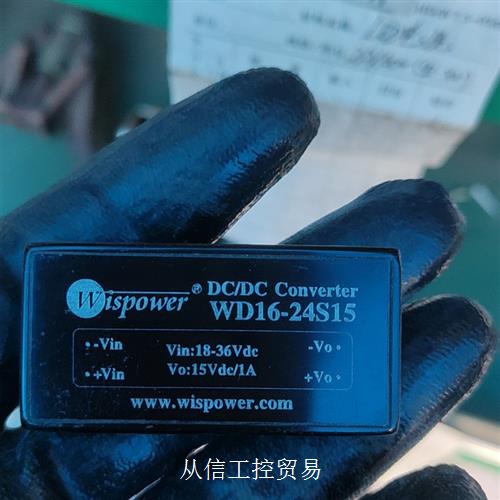 Wispower ® DC/DC Converter
WD16-24S15
-Vin Vin:18-36Vdc -Vo
+Vin Vo:15Vdc/1A +Vo
www.wispower.com
从信工控贸易